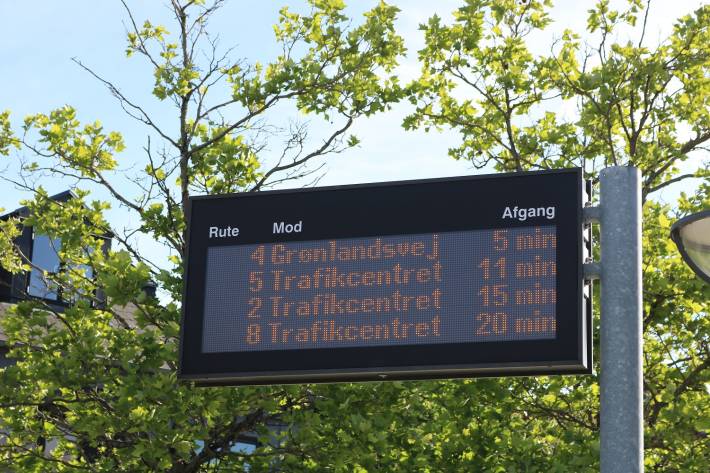 Rute Mod Afgang
4 Grønlandsvej 5 min
5 Trafikcentret 11 min
2 Trafikcentret 15 min
8 Trafikcentret 20 min